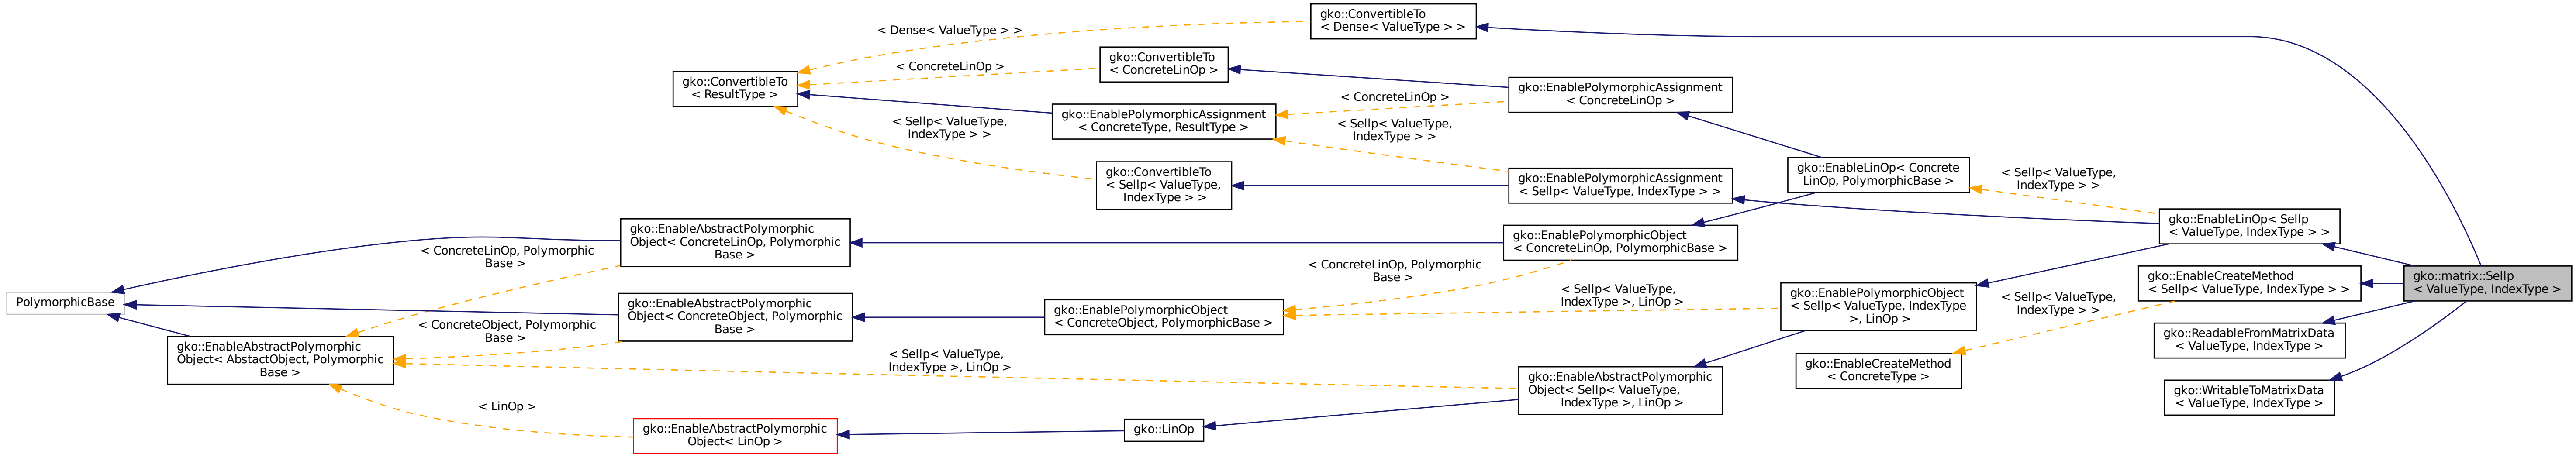 gko::ConvertibleTo
< Dense< ValueType > >
< Dense< ValueType > >
gko::ConvertibleTo
< ConcreteLinOp >
< ConcreteLinOp >
gko::ConvertibleTo
< ResultType >
gko::EnablePolymorphicAssignment
< ConcreteLinOp >
< ConcreteLinOp >
gko::EnablePolymorphicAssignment
< ConcreteType, ResultType >
< Sellp< ValueType,
IndexType > >
< Sellp< ValueType,
IndexType > >
gko::ConvertibleTo
< Sellp< ValueType,
IndexType > >
gko::EnablePolymorphicAssignment
< Sellp< ValueType, IndexType > >
gko::EnableLinOp< Concrete
LinOp, PolymorphicBase >
< Sellp< ValueType,
IndexType > >
gko::EnableLinOp< Sellp
< ValueType, IndexType > >
gko::EnableAbstractPolymorphic
Object< ConcreteLinOp, Polymorphic
Base >
gko::EnablePolymorphicObject
< ConcreteLinOp, PolymorphicBase >
< ConcreteLinOp, Polymorphic
Base >
< ConcreteLinOp, Polymorphic
Base >
gko::EnableCreateMethod
< Sellp< ValueType, IndexType > >
gko::matrix::Sellp
< ValueType, IndexType >
PolymorphicBase
gko::EnableAbstractPolymorphic
Object< ConcreteObject, Polymorphic
Base >
gko::EnablePolymorphicObject
< ConcreteObject, PolymorphicBase >
< Sellp< ValueType,
IndexType >, LinOp >
gko::EnablePolymorphicObject
< Sellp< ValueType, IndexType
>, LinOp >
< Sellp< ValueType,
IndexType > >
< ConcreteObject, Polymorphic
Base >
gko::ReadableFromMatrixData
< ValueType, IndexType >
gko::EnableAbstractPolymorphic
Object< AbstactObject, Polymorphic
Base >
< Sellp< ValueType,
IndexType >, LinOp >
gko::EnableCreateMethod
< ConcreteType >
gko::EnableAbstractPolymorphic
Object< Sellp< ValueType,
IndexType >, LinOp >
gko::WritableToMatrixData
< ValueType, IndexType >
< LinOp >
gko::EnableAbstractPolymorphic
Object< LinOp >
gko::LinOp